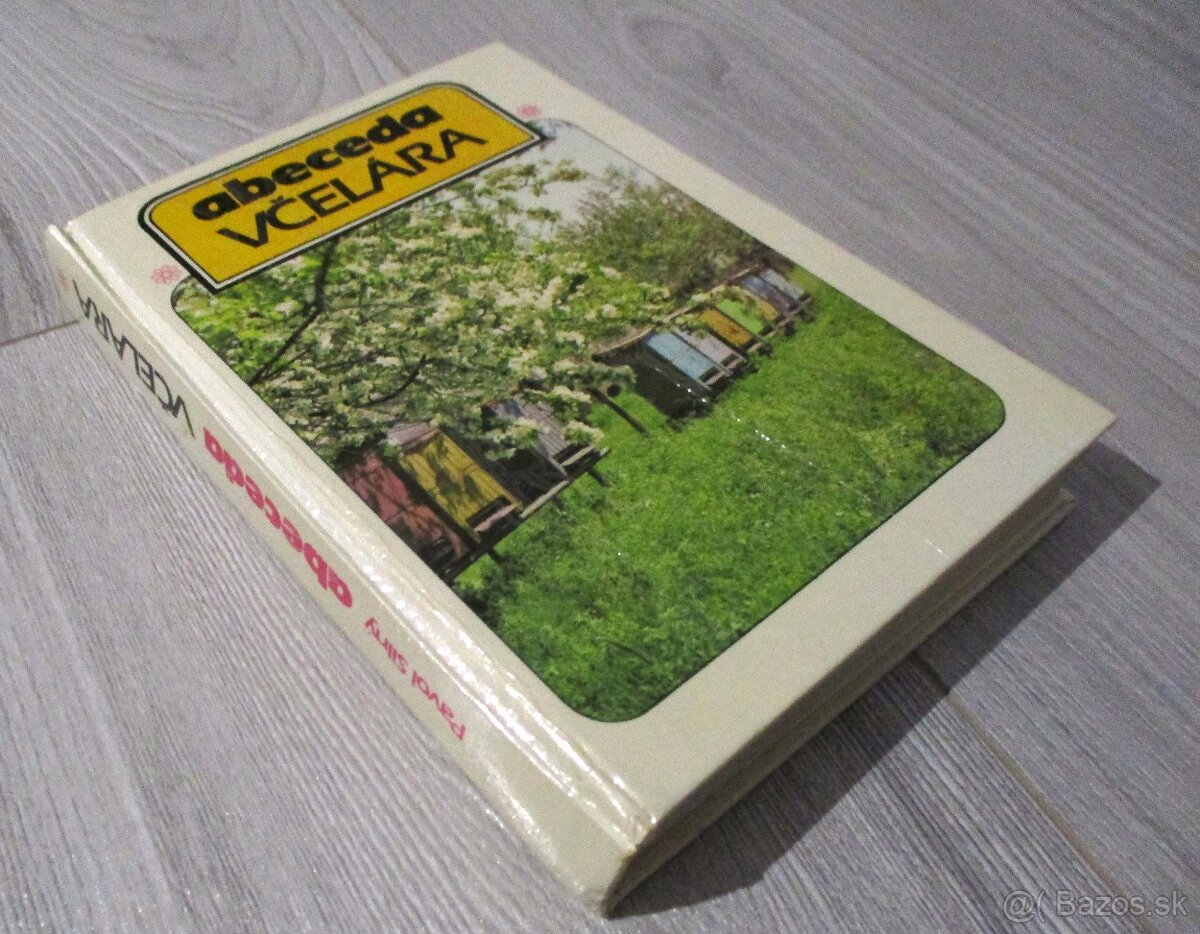 abeceda
VČELÁRA
Pavol Silný
abeceda
VČELÁRA
@( Bazos.sk